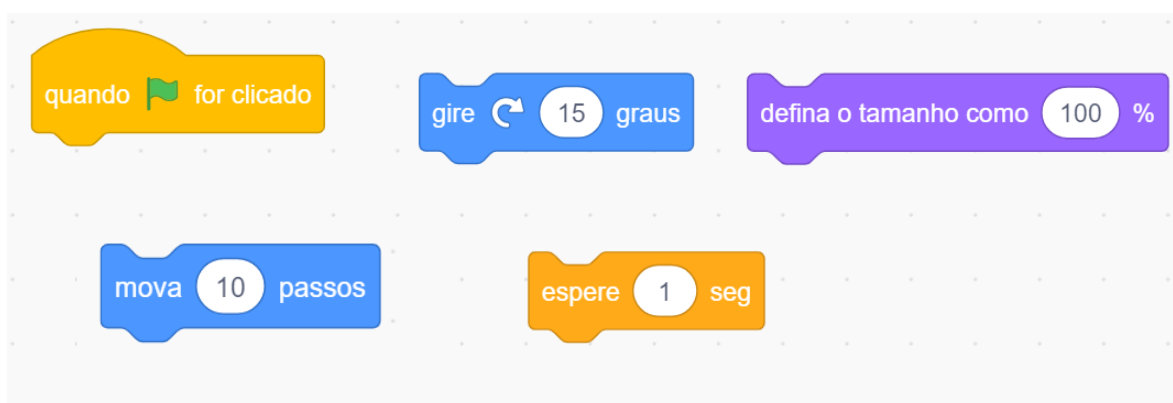 quando for clicado
gire 15 graus
defina o tamanho como 100 %
mova 10 passos
espere 1 seg